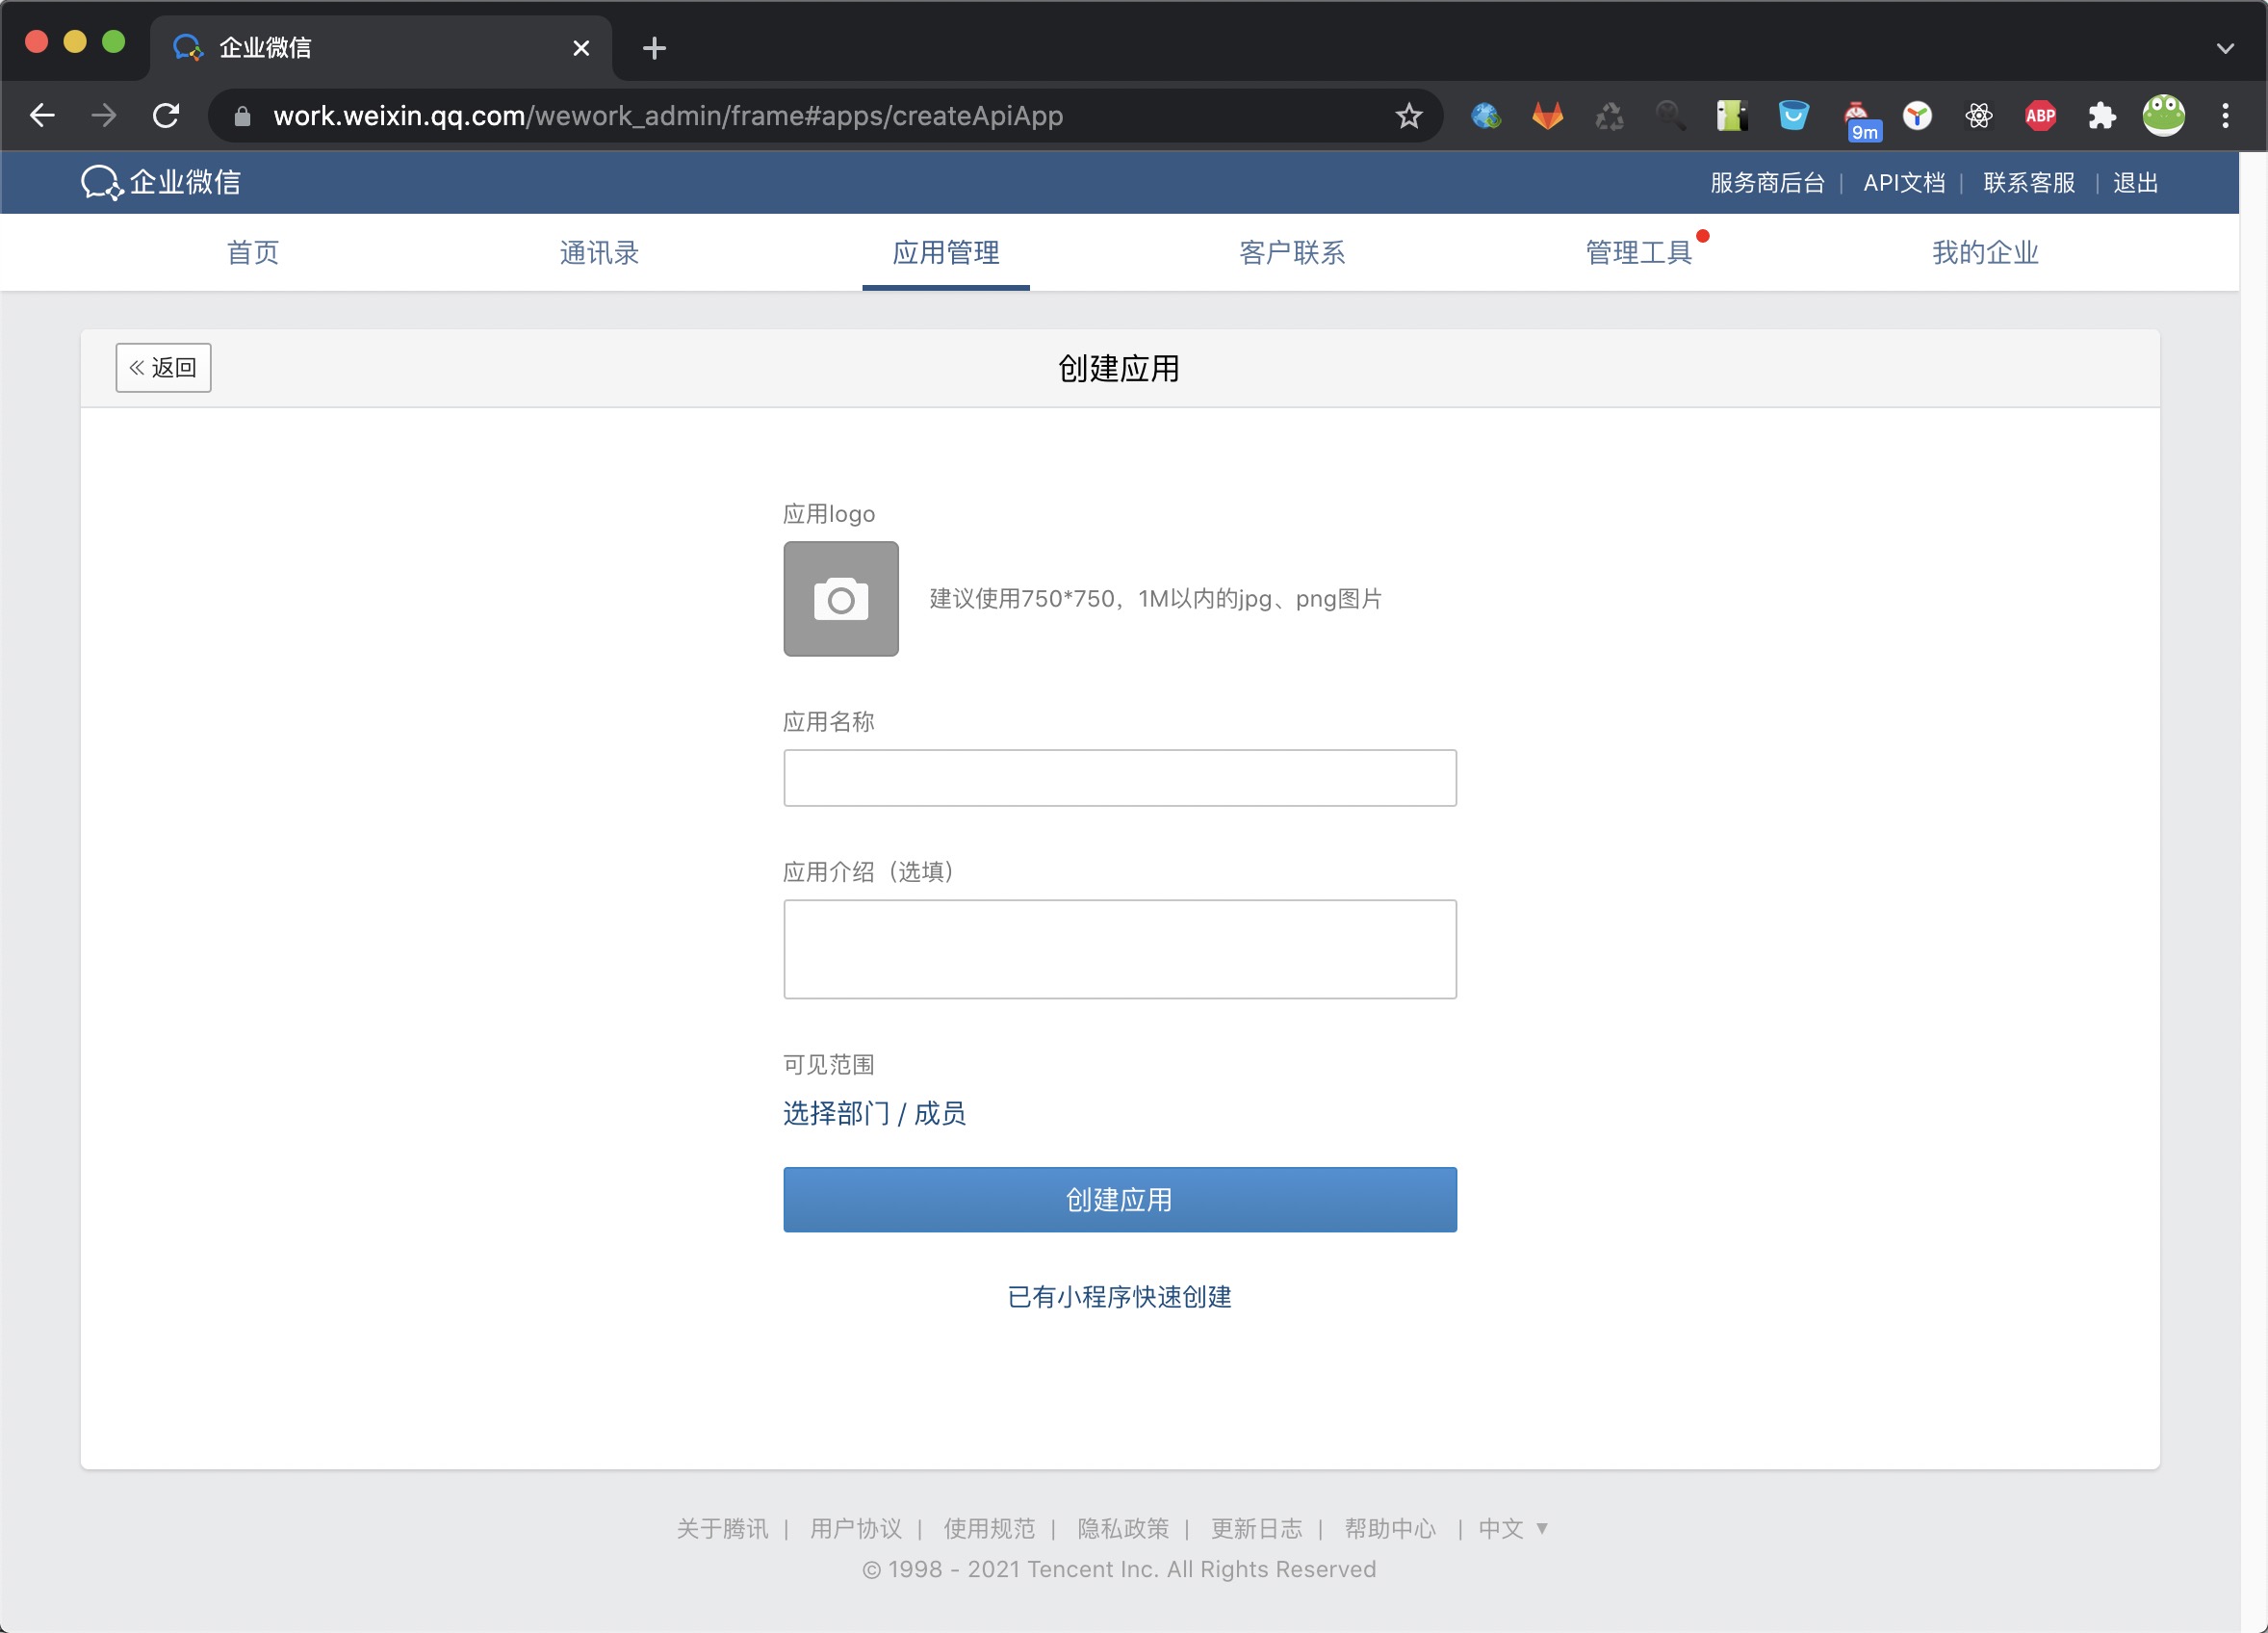 企业微信
work.weixin.qq.com/wework_admin/frame#apps/createApiApp
9m
ABP
企业微信
服务商后台 | API文档 | 联系客服 | 退出
首页 通讯录 应用管理 客户联系 管理工具 我的企业
« 返回
创建应用
应用logo
建议使用750*750，1M以内的jpg、png图片
应用名称
应用介绍（选填）
可见范围
选择部门 / 成员
创建应用
已有小程序快速创建
关于腾讯 | 用户协议 | 使用规范 | 隐私政策 | 更新日志 | 帮助中心 | 中文 ▼
© 1998 - 2021 Tencent Inc. All Rights Reserved